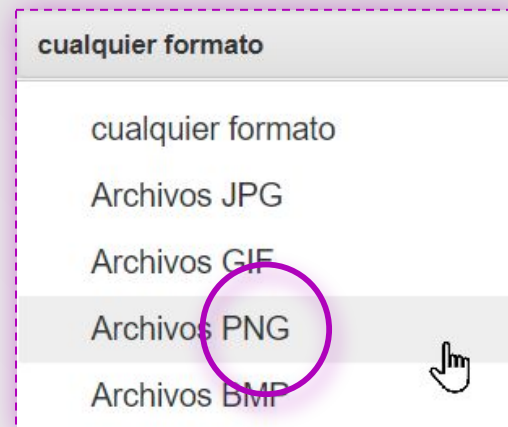 cualquier formato
cualquier formato
Archivos JPG
Archivos GIF
Archivos PNG
Archivos BMP